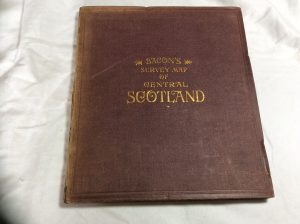 BACON'S
SURVEY MAP
OF
CENTRAL
SCOTLAND